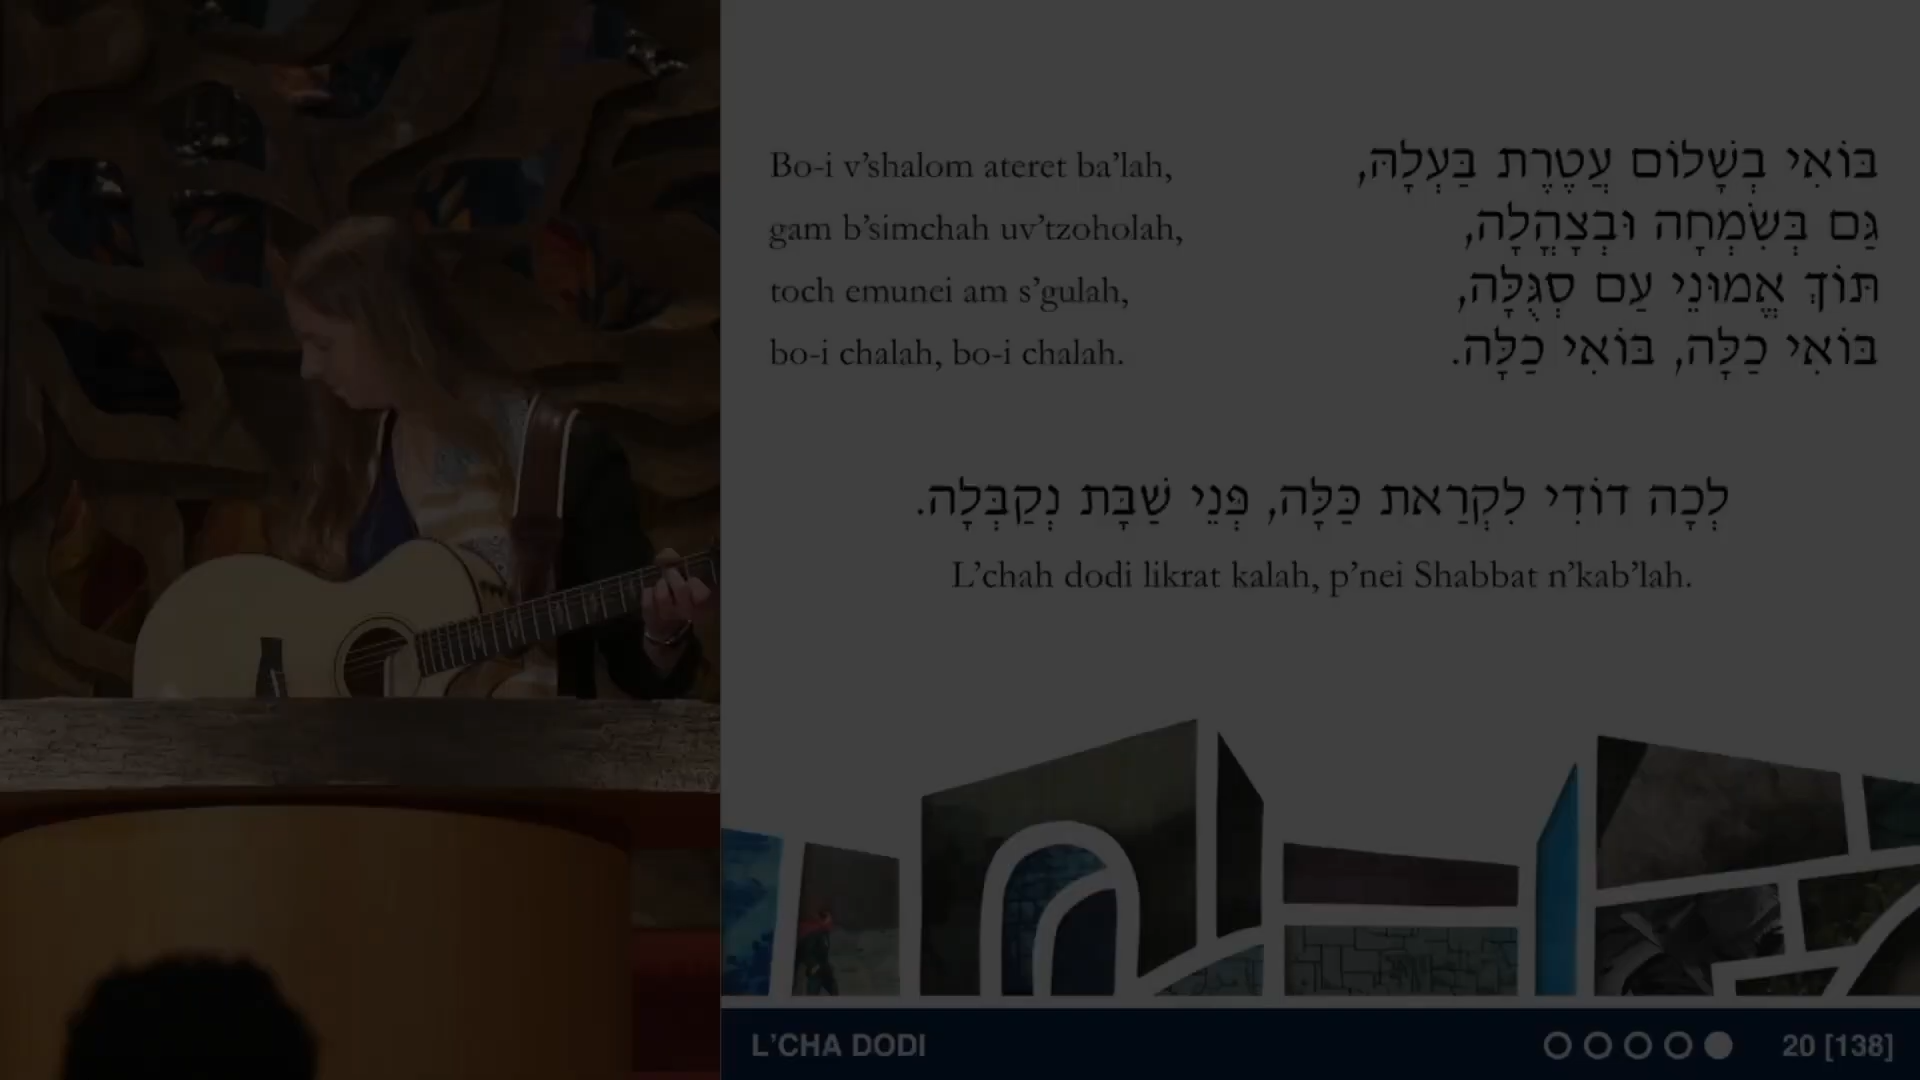 Bo-i v’shalom ateret ba’lah,
gam b’simchah uv’tzoholah,
toch emunei am s’gulah,
bo-i chalah, bo-i chalah.
בּוֹאִי בְשָׁלוֹם עֲטֶרֶת בַּעְלָהּ,
גַּם בְּשִׂמְחָה וּבְצָהֳלָה,
תּוֹךְ אֱמוּנֵי עַם סְגֻלָּה,
בּוֹאִי כַלָּה, בּוֹאִי כַלָּה.
לְכָה דוֹדִי לִקְרַאת כַּלָּה, פְּנֵי שַׁבָּת נְקַבְּלָה.
L’chah dodi likrat kalah, p’nei Shabbat n’kab’lah.
L’CHA DODI
20 [138]